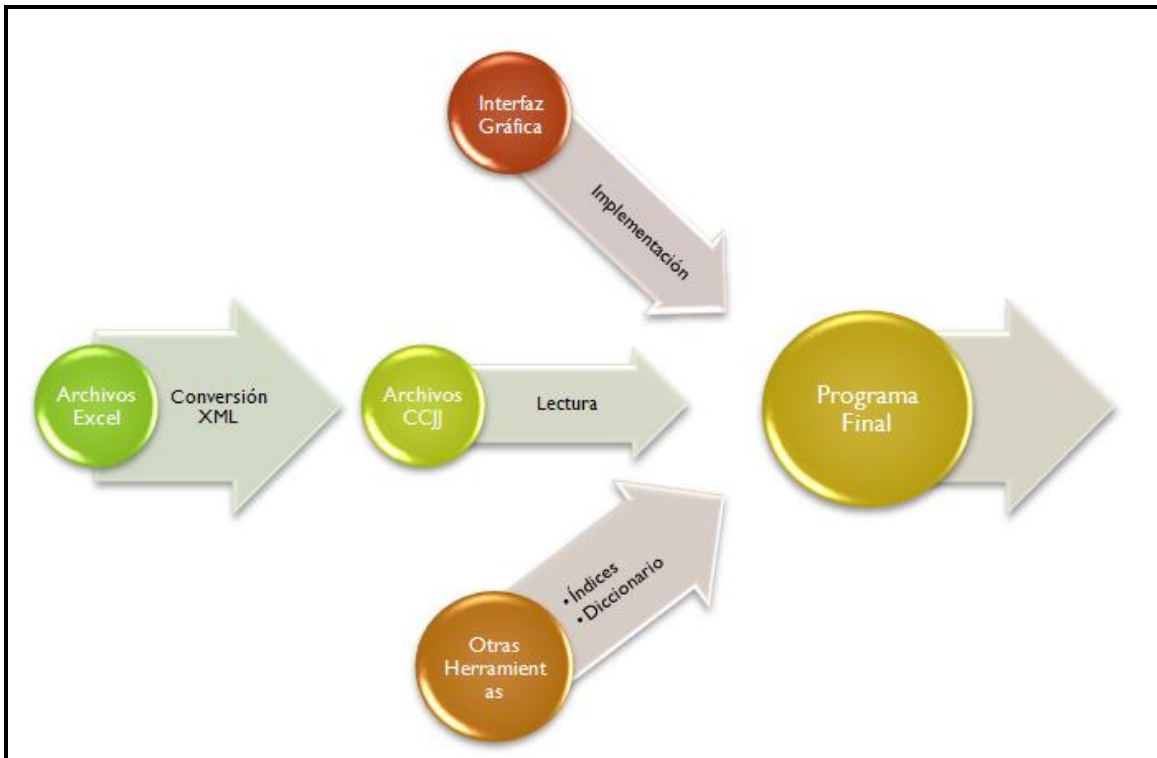 Interfaz
Gráfica
Implementación
Archivos
Excel
Conversión
XML
Archivos
CCJJ
Lectura
Programa
Final
•Índices
•Diccionario
Otras
Herramient
as